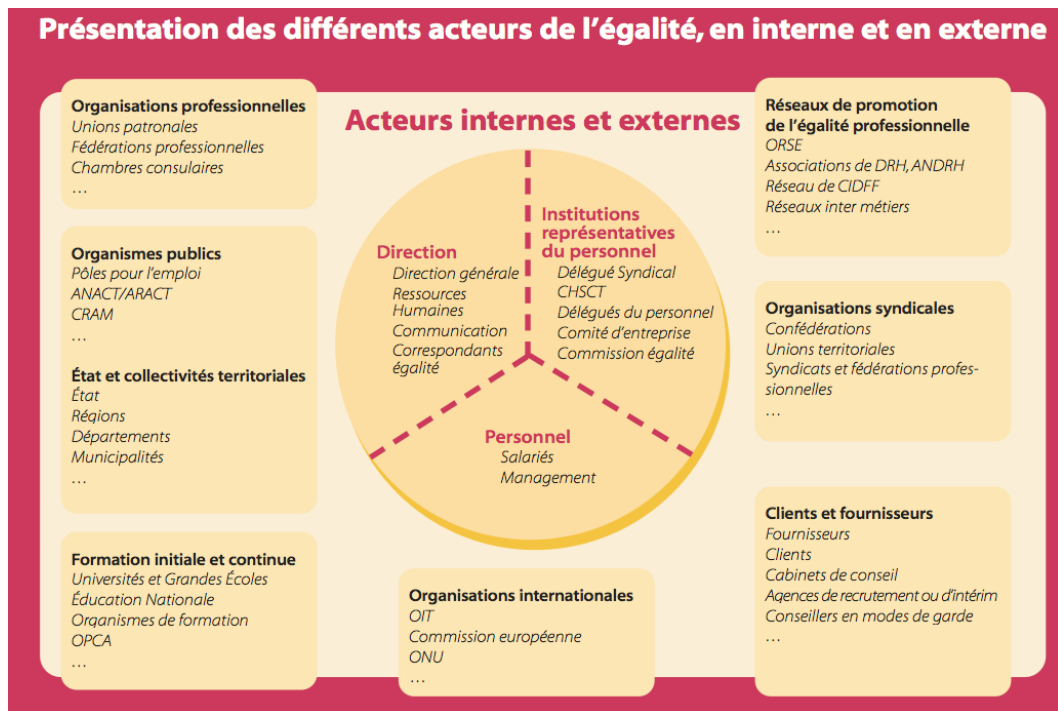 Présentation des différents acteurs de l’égalité, en interne et en externe
Acteurs internes et externes
Organisations professionnelles
Unions patronales
Fédérations professionnelles
Chambres consulaires
…
Organismes publics
Pôles pour l’emploi
ANACT/ARACT
CRAM
…
État et collectivités territoriales
État
Régions
Départements
Municipalités
…
Formation initiale et continue
Universités et Grandes Écoles
Éducation Nationale
Organismes de formation
OPCA
…
Direction
Direction générale
Ressources
Humaines
Communication
Correspondants
égalité
Institutions
représentatives
du personnel
Délégué Syndical
CHSCT
Délégués du personnel
Comité d’entreprise
Commission égalité
Personnel
Salariés
Management
Organisations internationales
OIT
Commission européenne
ONU
…
Réseaux de promotion
de l’égalité professionnelle
ORSE
Associations de DRH, ANDRH
Réseau de CIDFF
Réseaux inter métiers
…
Organisations syndicales
Confédérations
Unions territoriales
Syndicats et fédérations profes-
sionnelles
…
Clients et fournisseurs
Fournisseurs
Clients
Cabinets de conseil
Agences de recrutement ou d’intérim
Conseillers en modes de garde
…